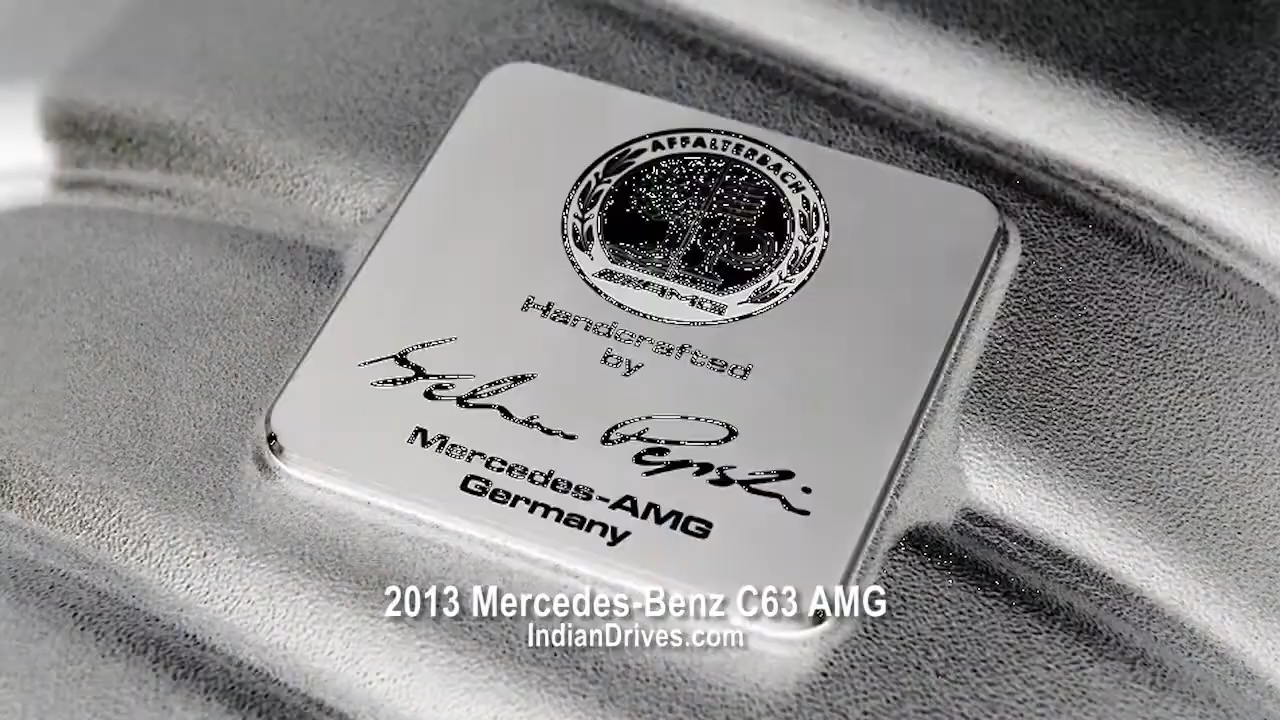 AFFALTERBACH
AMG
Handcrafted
by
Mercedes-AMG
Germany
2013 Mercedes-Benz C63 AMG
IndianDrives.com